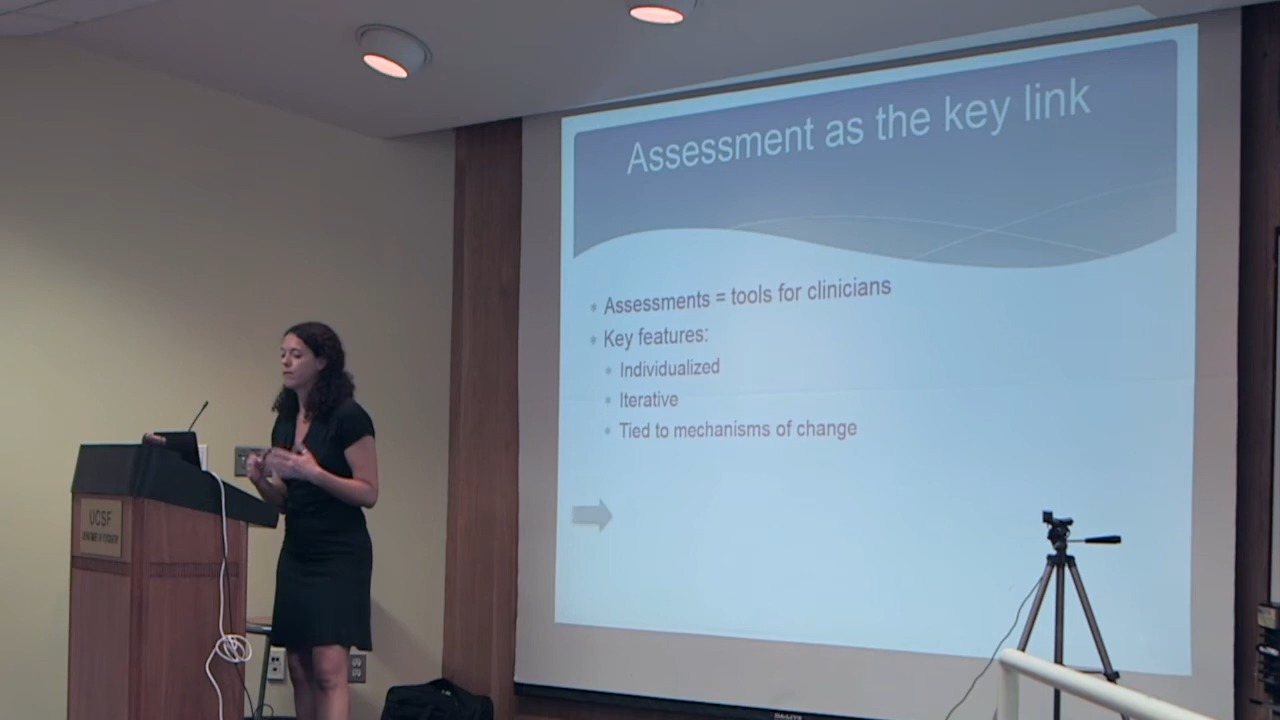 Assessment as the key link
Assessments = tools for clinicians
Key features:
Individualized
Iterative
Tied to mechanisms of change
UCSF